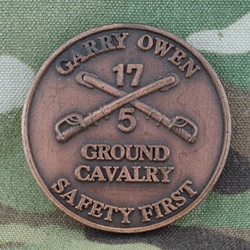 GARRY OWEN
17
5
GROUND
CAVALRY
SAFETY FIRST